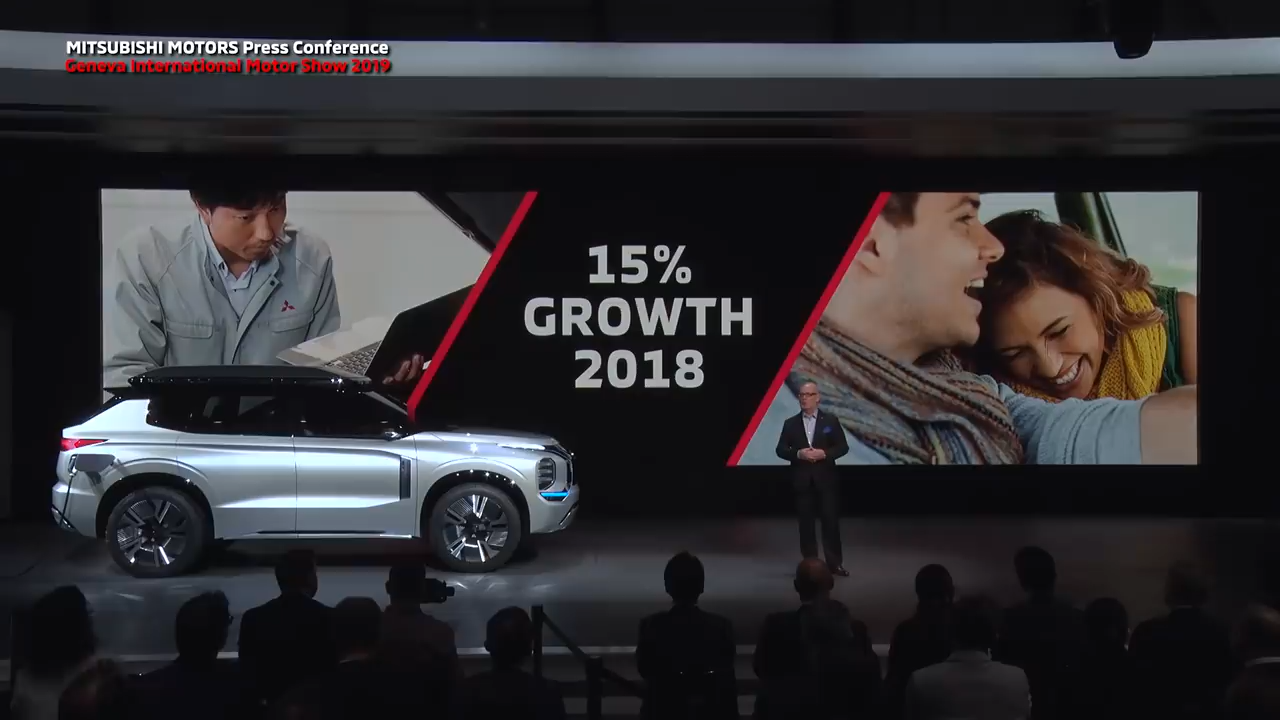 MITSUBISHI MOTORS Press Conference
Geneva International Motor Show 2019
15%
GROWTH
2018